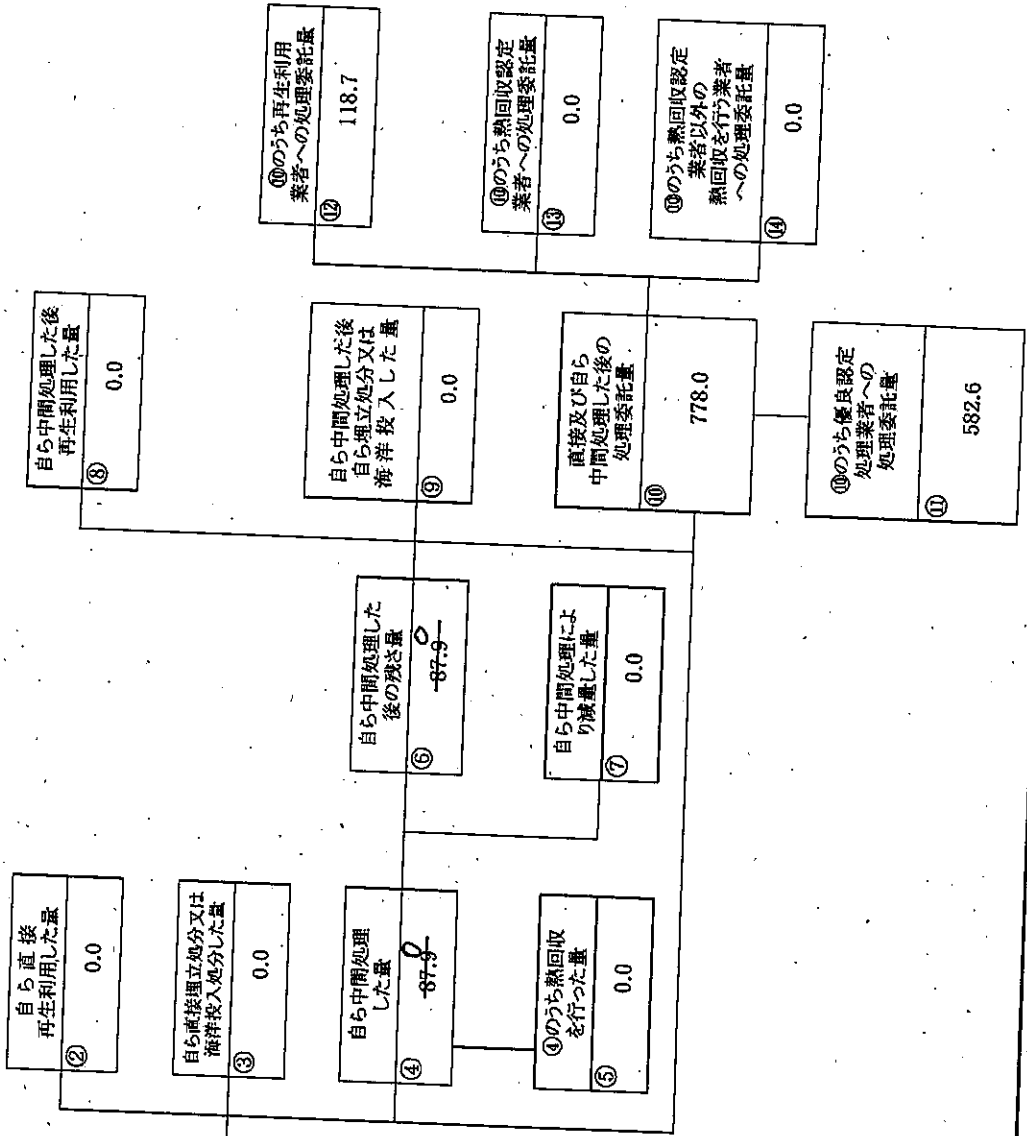 自ら直接
再生利用した量
②
0.0
自ら直接埋立処分又は
海洋投入処分した量
③
0.0
自ら中間処理
した量
④
87.9
0
④のうち熱回収
を行った量
⑤
0.0
自ら中間処理した
後の残さ量
⑥
87.9
0
自ら中間処理によ
り減量した量
⑦
0.0
自ら中間処理した後
再生利用した量
⑧
0.0
自ら中間処理した後
自ら埋立処分又は
海洋投入した量
⑨
0.0
直接及び自ら
中間処理した後の
処理委託量
⑩
778.0
⑩のうち優良認定
処理業者への
処理委託量
⑪
582.6
⑩のうち再生利用
業者への処理委託量
⑫
118.7
⑩のうち熱回収認定
業者への処理委託量
⑬
0.0
⑩のうち熱回収認定
業者以外の
熱回収を行う業者
への処理委託量
⑭
0.0